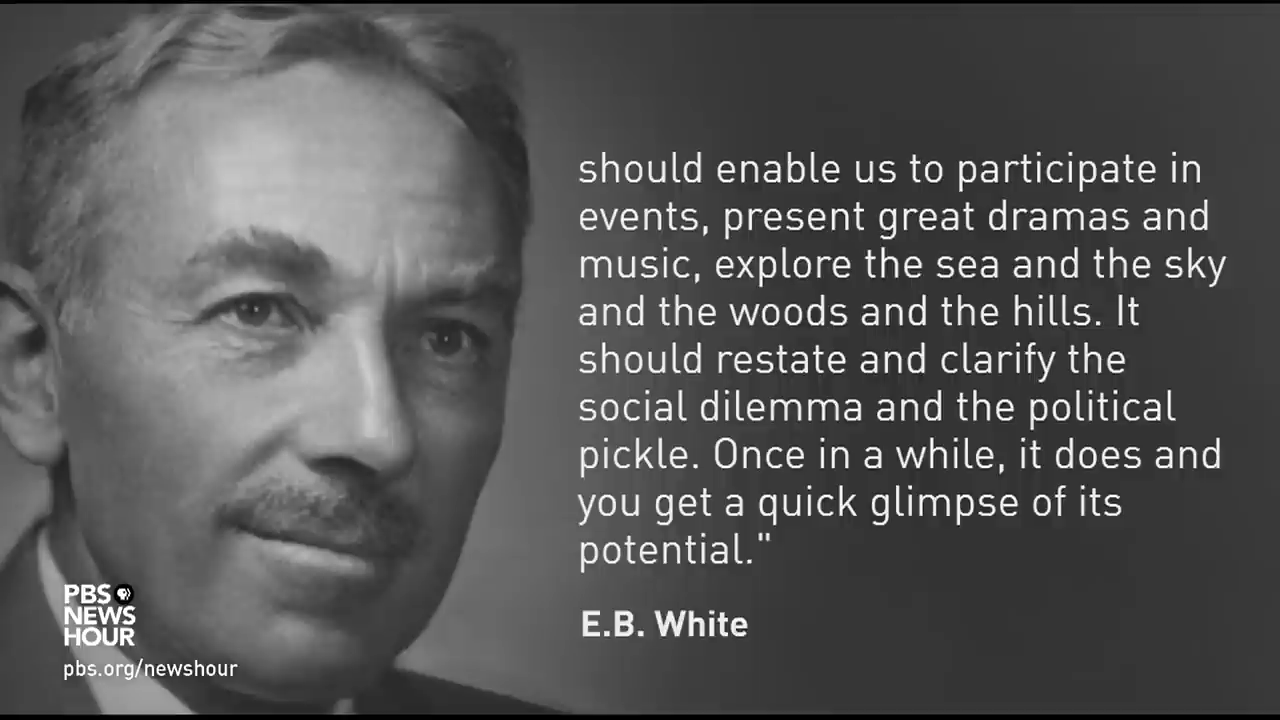 should enable us to participate in
events, present great dramas and
music, explore the sea and the sky
and the woods and the hills. It
should restate and clarify the
social dilemma and the political
pickle. Once in a while, it does and
you get a quick glimpse of its
potential."
E.B. White
PBS
NEWS
HOUR
pbs.org/newshour